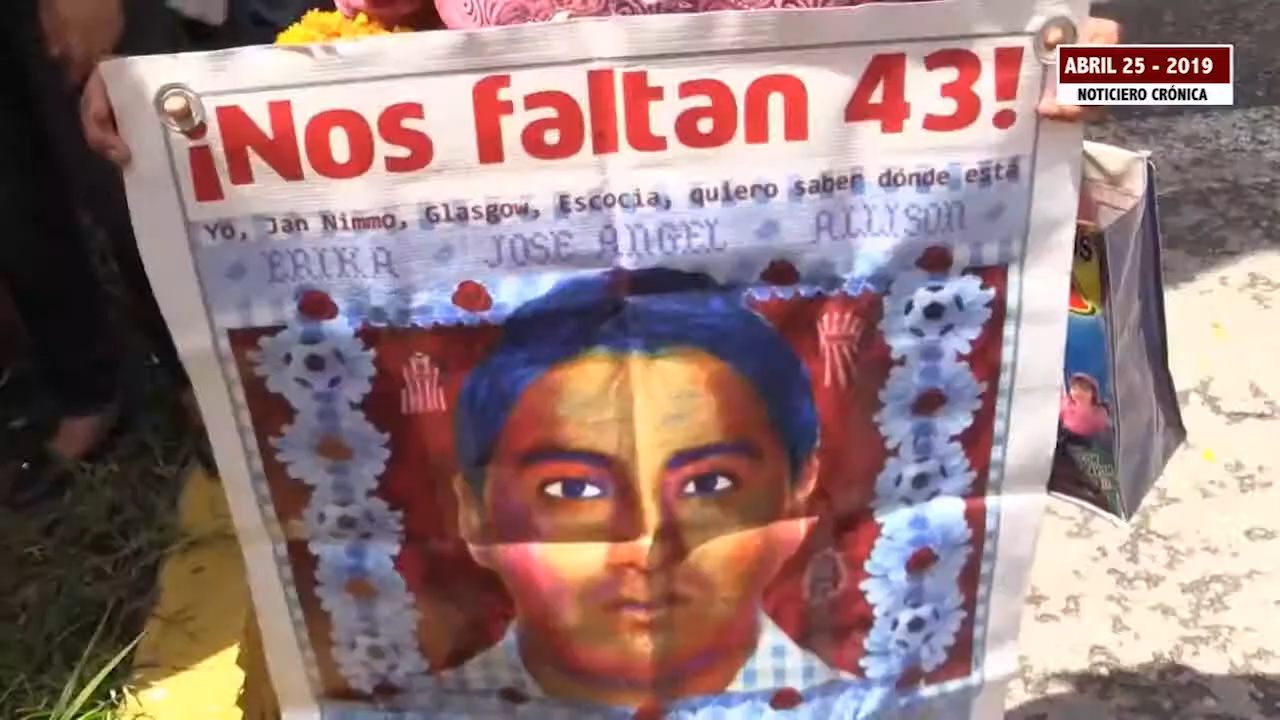 ABRIL 25 - 2019
NOTICIERO CRÓNICA
¡Nos faltan 43!
Yo, Jan Nimmo, Glasgow, Escocia, quiero saber dónde está
ERIKA JOSE ANGEL ALLISON